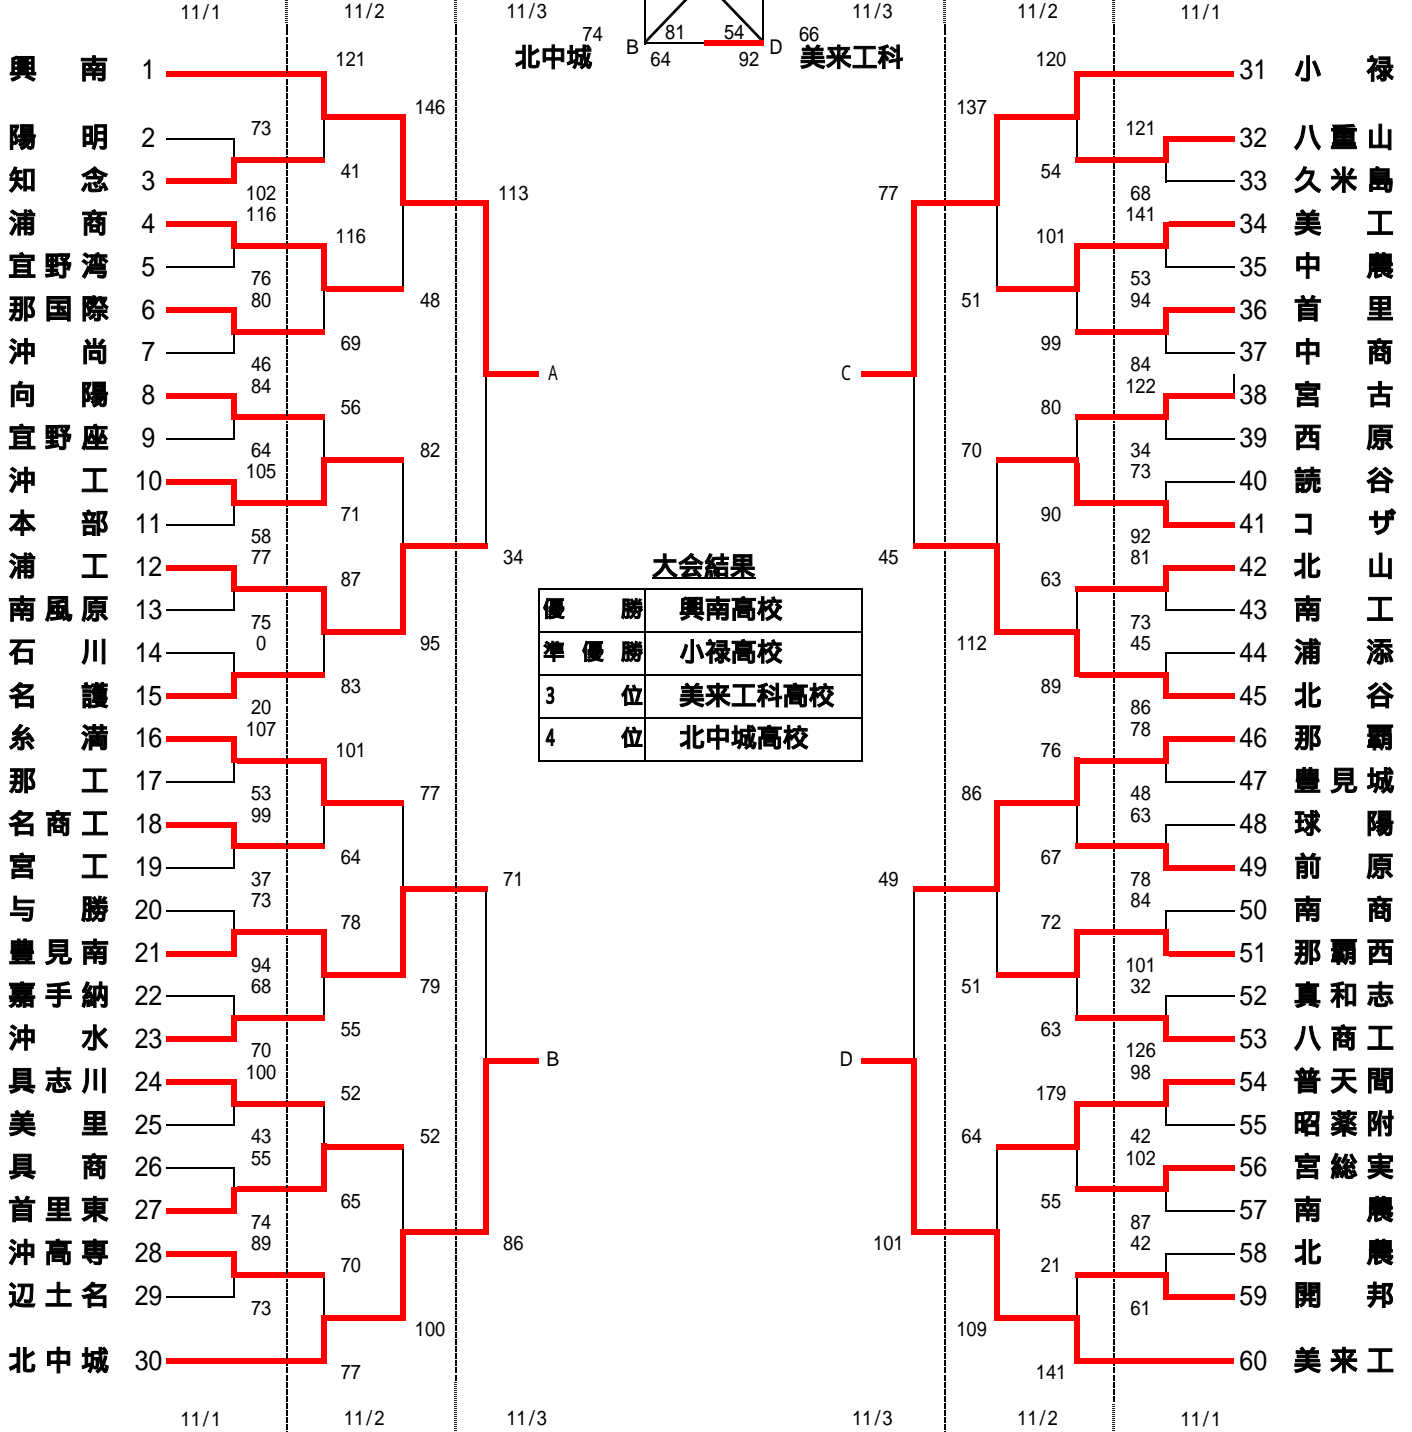 11/1 11/2 11/3 11/3 11/2 11/1
74 81 54 66
北中城 B D 美来工科
64 92
興南 1 121 120 31 小禄
146 137
陽明 2 73 121 32 八重山
知念 3 41 54 33 久米島
102 113 77 68
浦商 4 116 141 34 美工
116 101
宜野湾 5 35 中農
76 53
那国際 6 80 48 51 94 36 首里
沖尚 7 69 99 37 中商
46 A C 84
向陽 8 84 122 38 宮古
56 80
宜野座 9 39 西原
64 82 70 34
沖工 10 105 73 40 読谷
本部 11 71 90 41 コザ
58 92
浦工 12 77 34 大会結果 45 81 42 北山
87 63
南風原 13 優勝 興南高校 43 南工
75 73
石川 14 0 95 準優勝 小禄高校 112 45 44 浦添
名護 15 83 3位 美来工科高校 89 45 北谷
20 86
糸満 16 107 4位 北中城高校 78 46 那覇
101 76
那工 17 47 豊見城
53 77 86 48
名商工 18 99 63 48 球陽
宮工 19 64 67 49 前原
37 71 49 78
与勝 20 73 84 50 南商
78 72
豊見南 21 51 那覇西
94 101
嘉手納 22 68 79 51 32 52 真和志
沖水 23 55 63 53 八商工
70 B D 126
具志川 24 100 98 54 普天間
52 179
美里 25 55 昭薬附
43 52 64 42
具商 26 55 102 56 宮総実
首里東 27 65 55 57 南農
74 87
沖高専 28 89 86 101 42 58 北農
70 21
辺土名 29 73 61 59 開邦
100 109
北中城 30 77 141 60 美来工
11/1 11/2 11/3 11/3 11/2 11/1